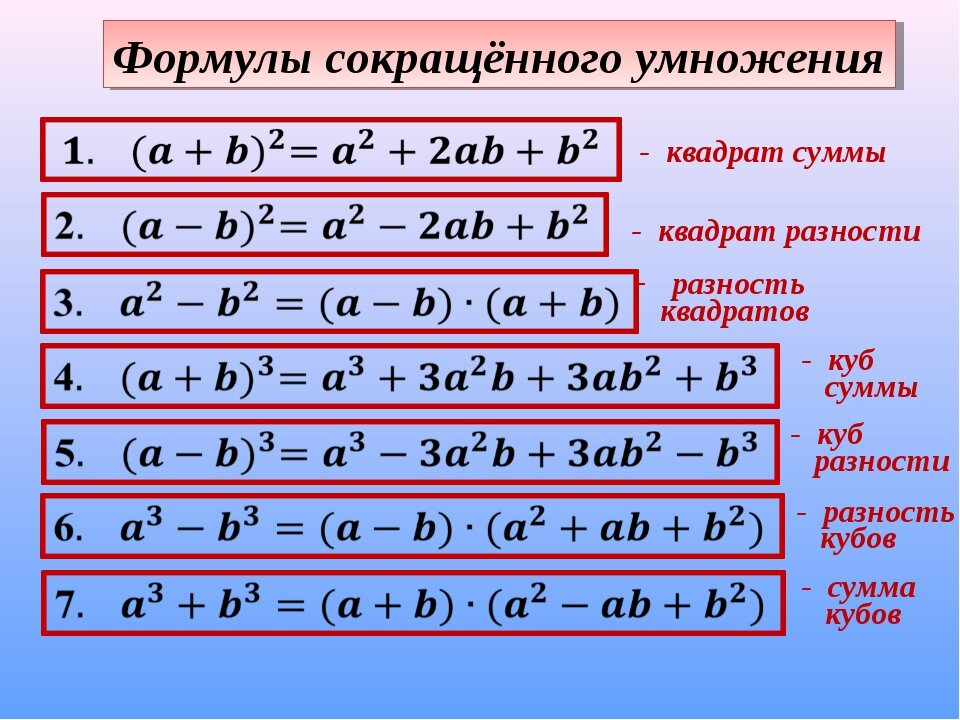 Формулы сокращённого умножения
1. (a + b)²= a² + 2ab + b²
- квадрат суммы
2. (a − b)²= a² − 2ab + b²
- квадрат разности
3. a² − b² = (a − b) · (a + b)
- разность
квадратов
4. (a + b)³= a³ + 3a²b + 3ab² + b³
- куб
суммы
5. (a − b)³= a³ − 3a²b + 3ab² − b³
- куб
разности
6. a³ − b³ = (a − b) · (a² + ab + b²)
- разность
кубов
7. a³ + b³ = (a + b) · (a² − ab + b²)
- сумма
кубов